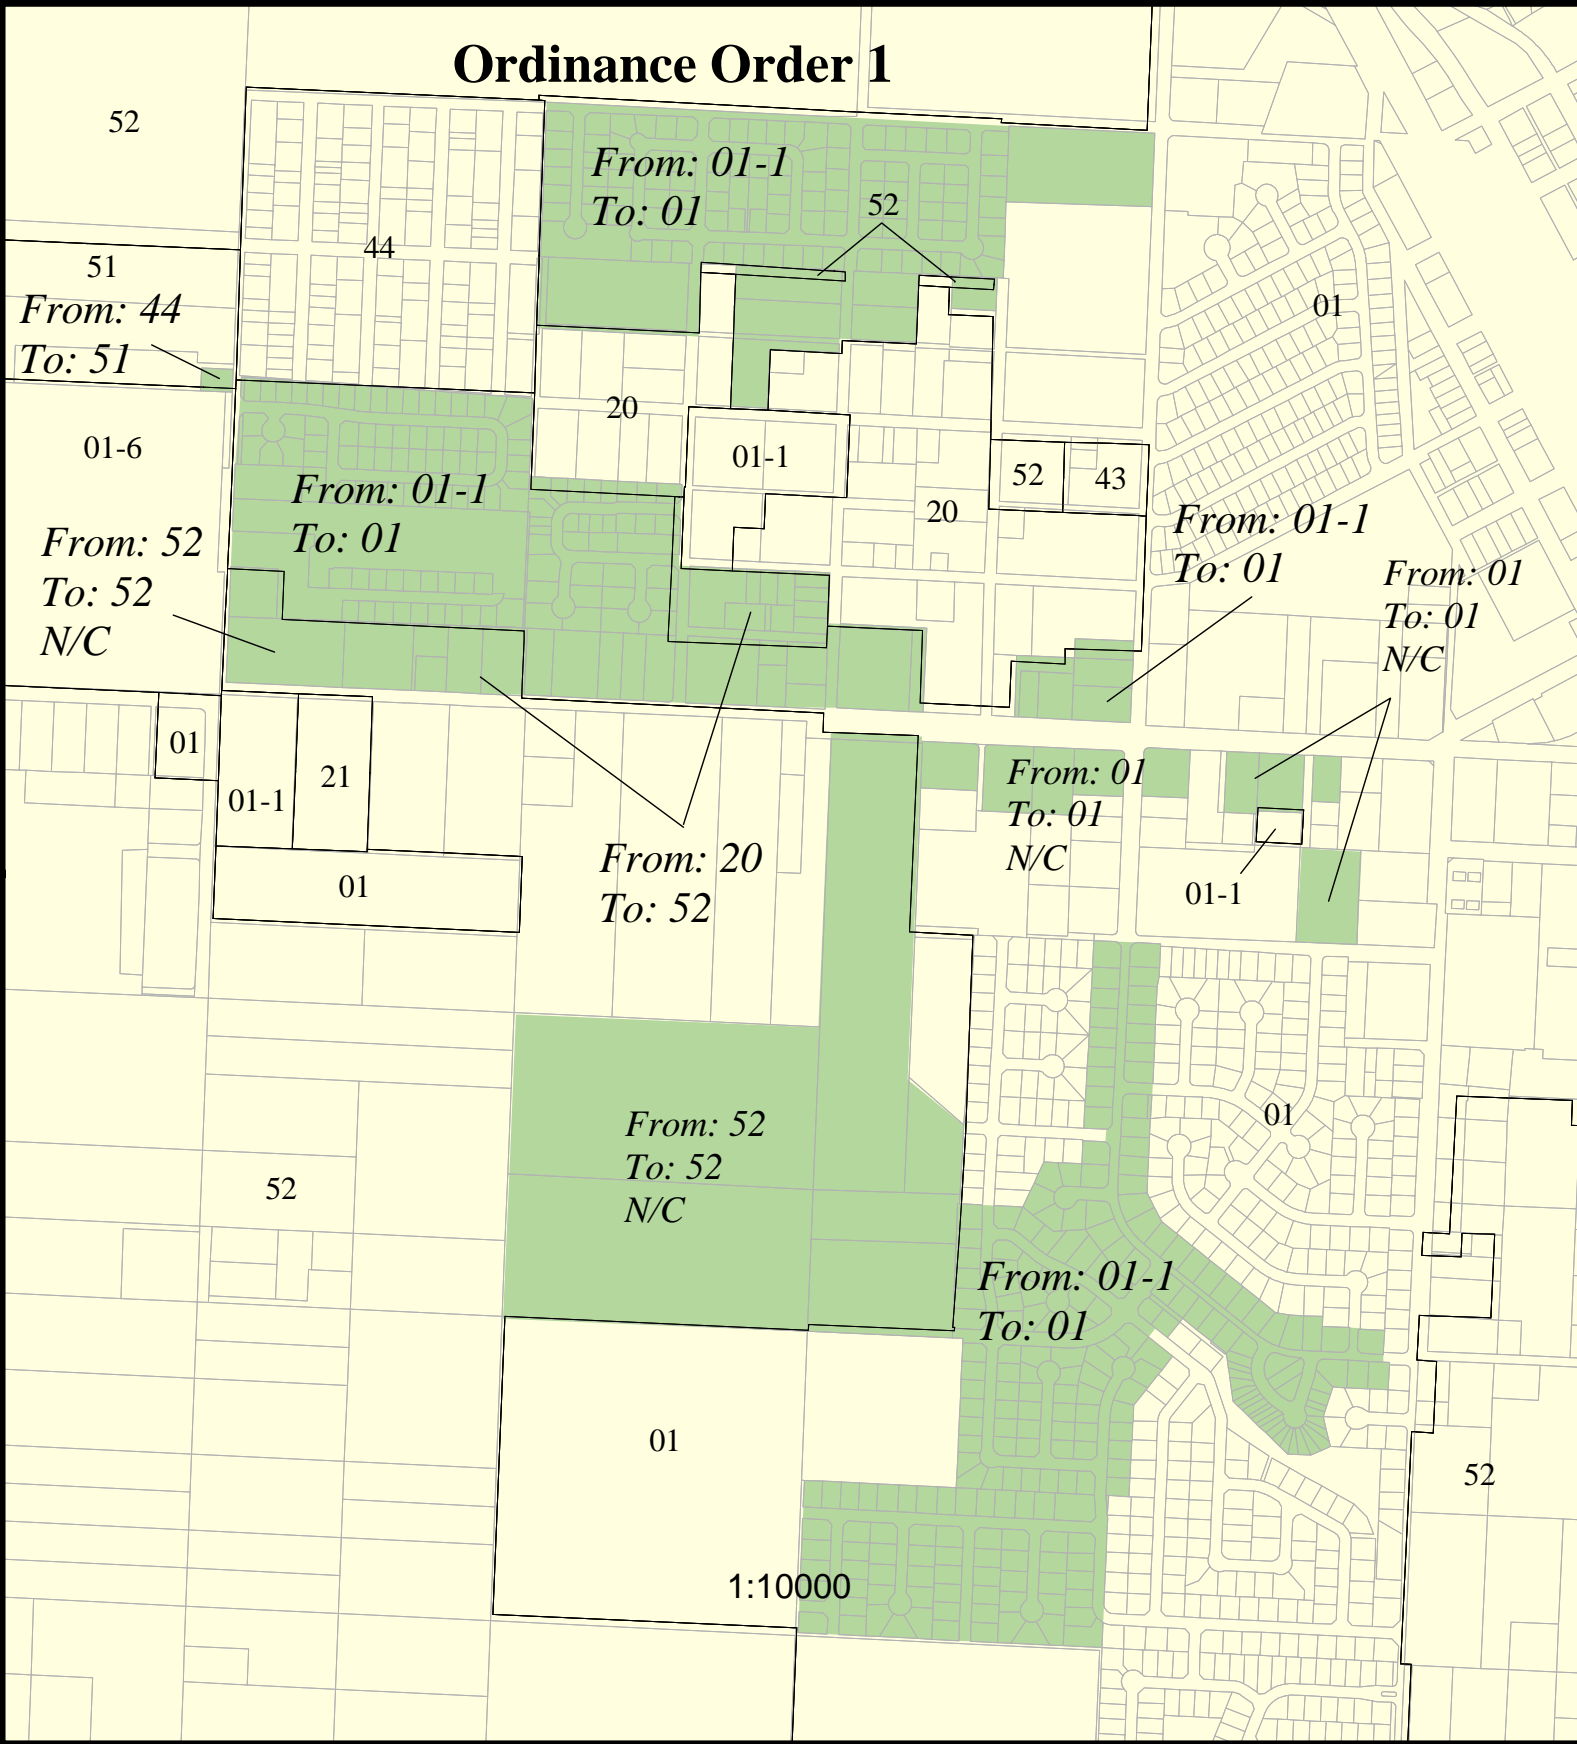 Ordinance Order 1
52
From: 01-1
To: 01
52
44
51
From: 44
To: 51
01
20
01-6
01-1
52
43
From: 01-1
To: 01
20
From: 01-1
To: 01
From: 52
To: 52
N/C
From: 01
To: 01
N/C
01
21
01-1
From: 01
To: 01
N/C
From: 20
To: 52
01
01-1
From: 52
To: 52
N/C
01
52
From: 01-1
To: 01
01
52
1:10000